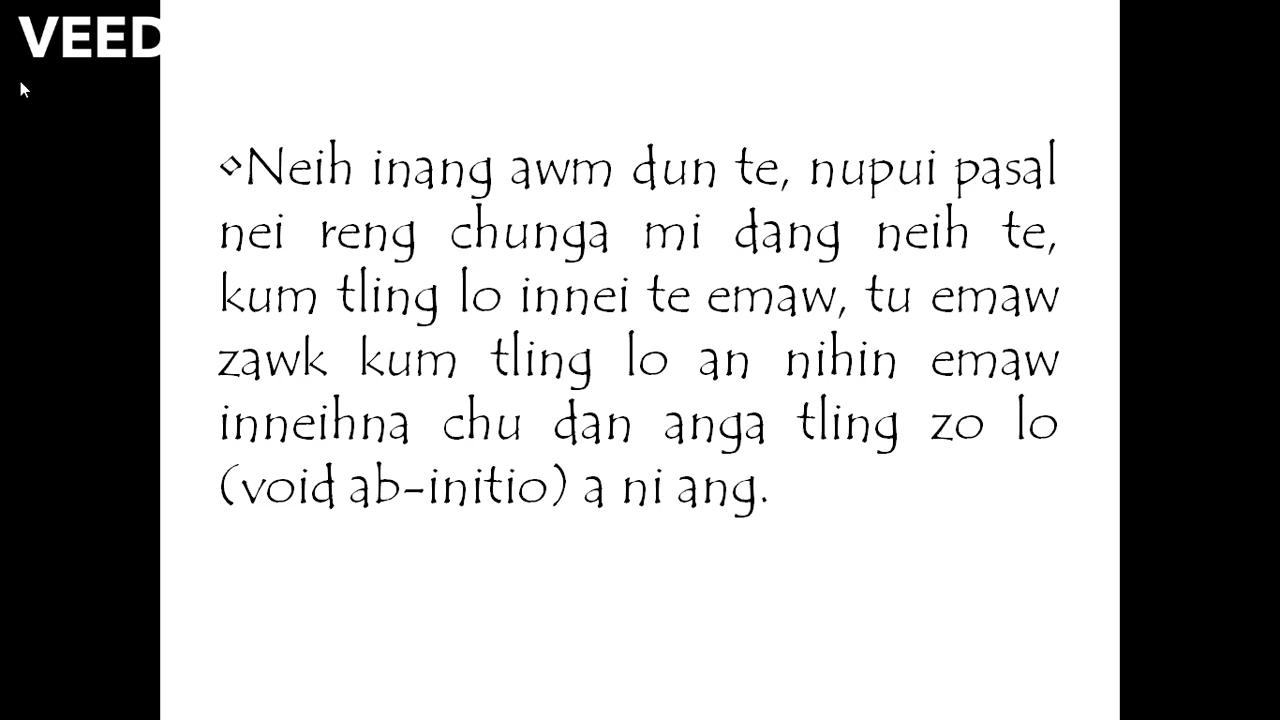 VEED
◇Neih inang awm dun te, nupui pasal
nei reng chunga mi dang neih te,
kum tling lo innei te emaw, tu emaw
zawk kum tling lo an nihin emaw
inneihna chu dan anga tling zo lo
(void ab-initio) a ni ang.